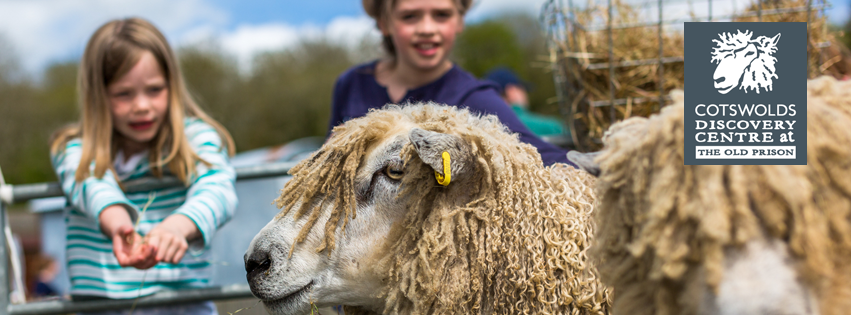 COTSWOLDS
DISCOVERY
CENTRE at
THE OLD PRISON